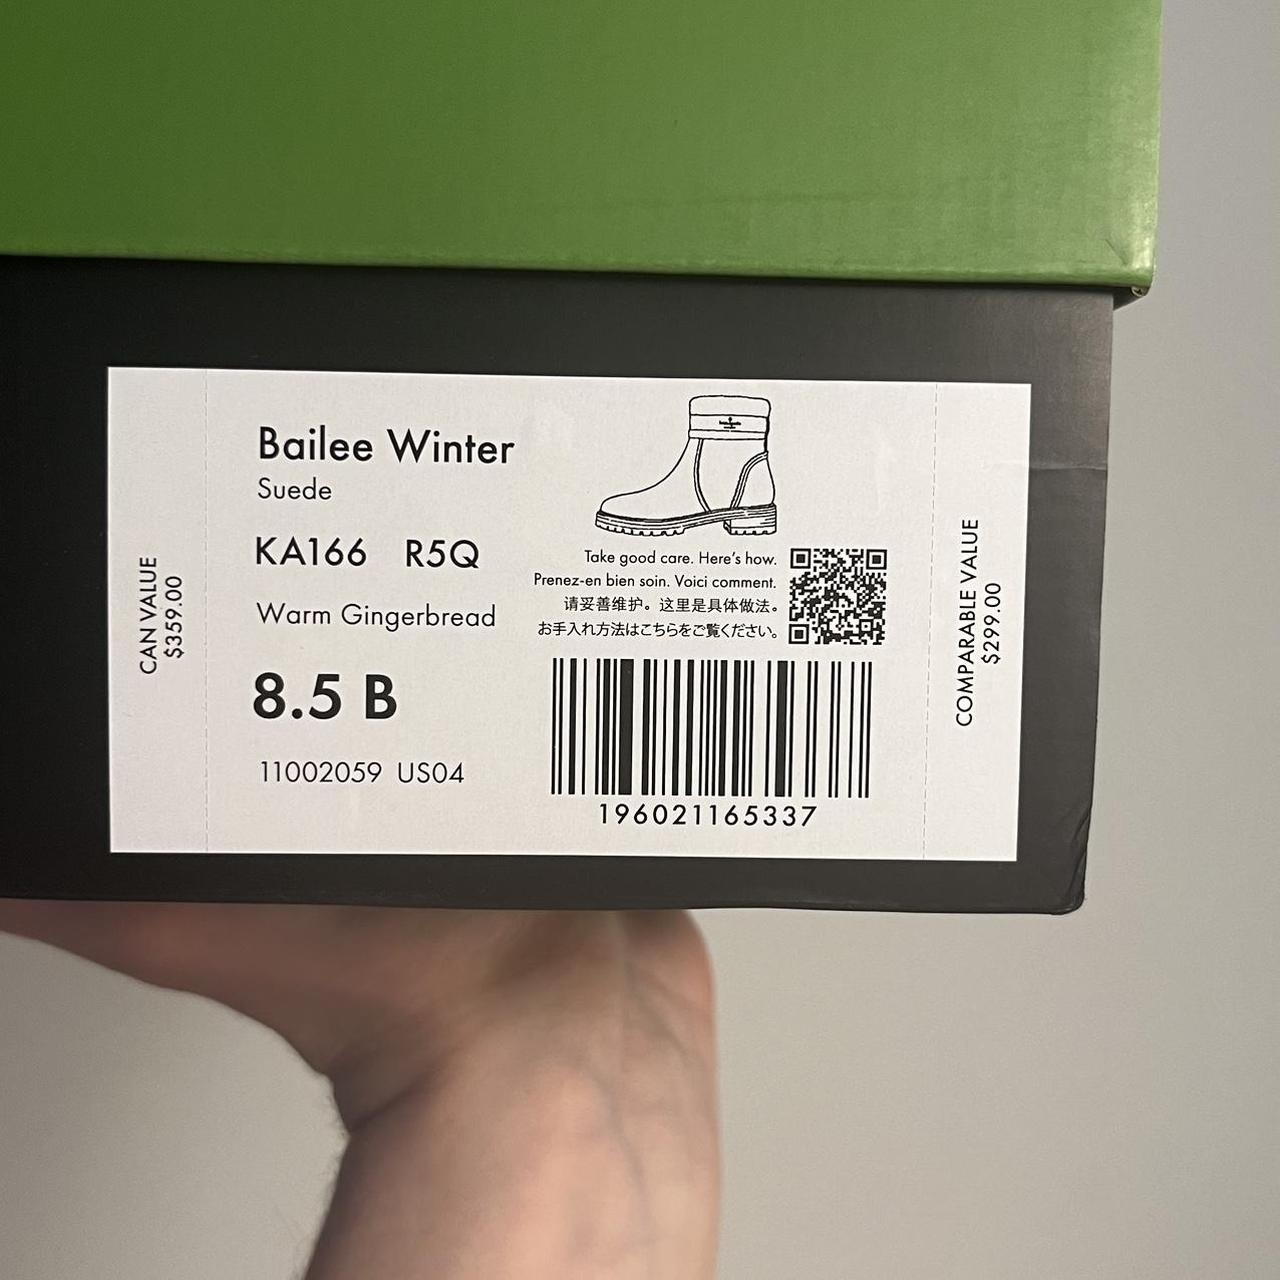 CAN VALUE
$359.00
Bailee Winter
Suede
KA166 R5Q
Warm Gingerbread
8.5 B
11002059 US04
Take good care. Here's how.
Prenez-en bien soin. Voici comment.
请妥善维护。这里是具体做法。
お手入れ方法はこちらをご覧ください。
196021165337
COMPARABLE VALUE
$299.00